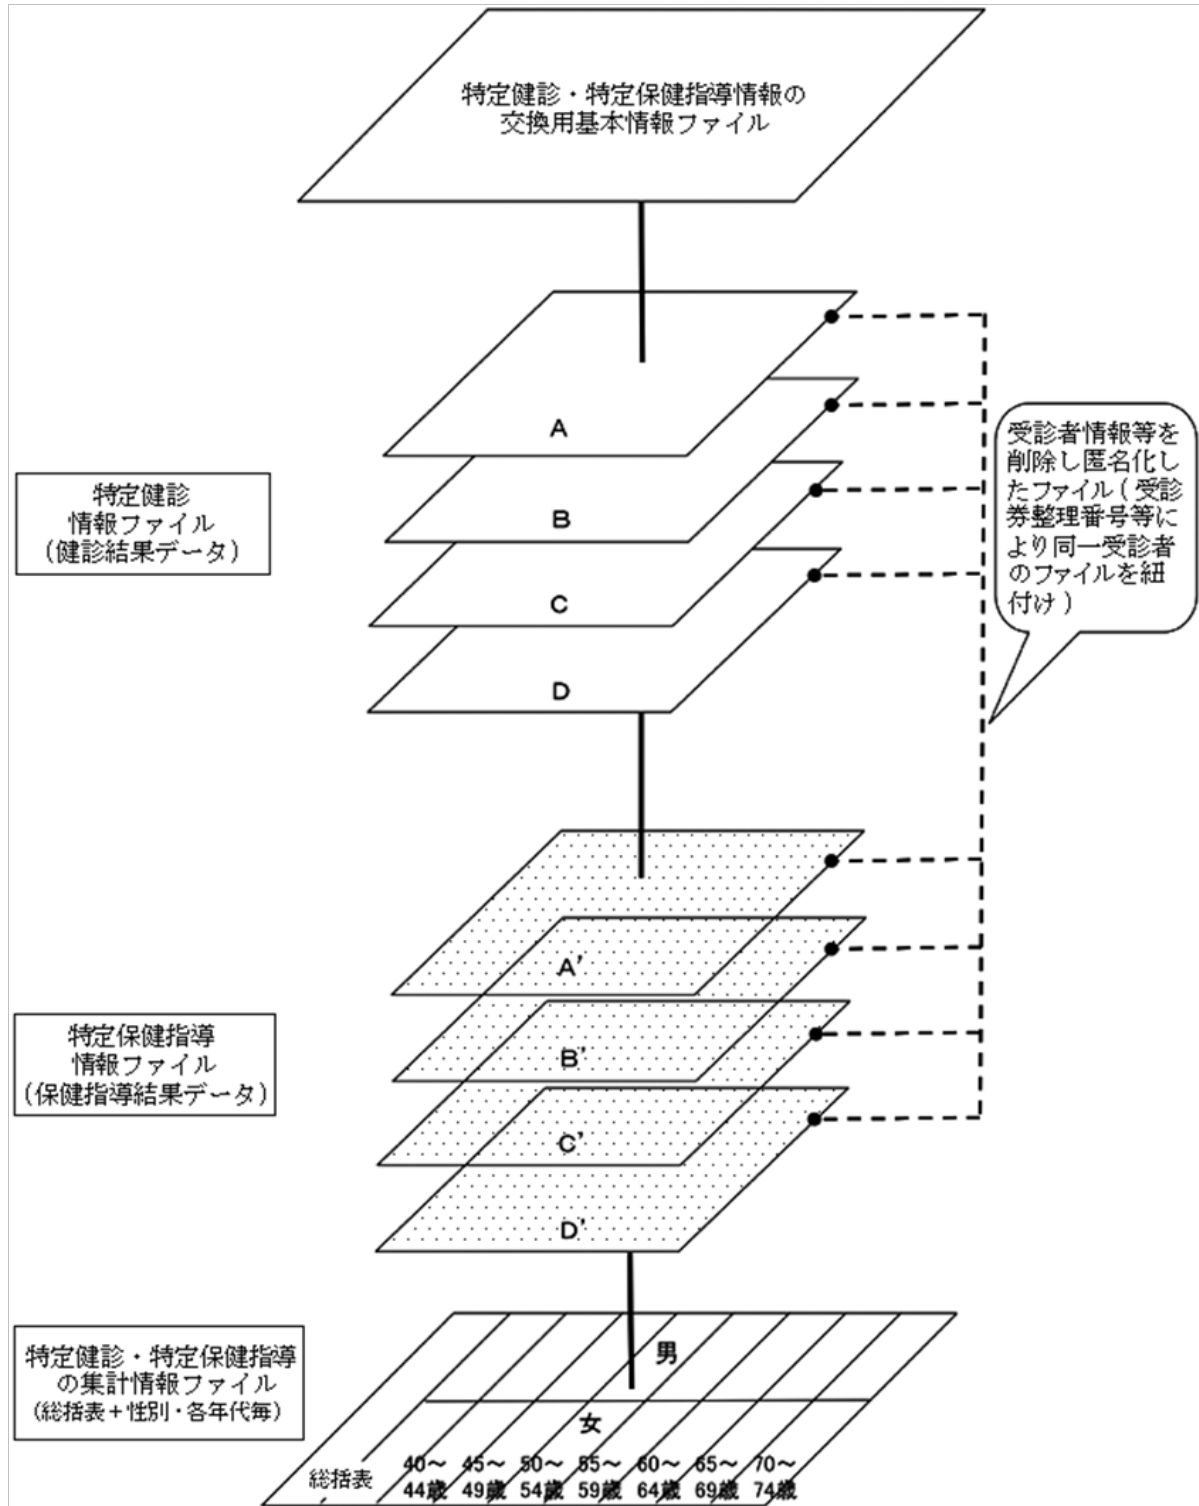 特定健診・特定保健指導情報の
交換用基本情報ファイル
A
B
C
D
特定健診
情報ファイル
（健診結果データ）
受診者情報等を
削除し匿名化し
たファイル（受診
券整理番号等に
より同一受診者
のファイルを紐
付け）
A’
B’
C’
D’
特定保健指導
情報ファイル
（保健指導結果データ）
特定健診・特定保健指導
の集計情報ファイル
（総括表＋性別・各年代毎）
男
女
総括表
40～
44歳
45～
49歳
50～
54歳
55～
59歳
60～
64歳
65～
69歳
70～
74歳